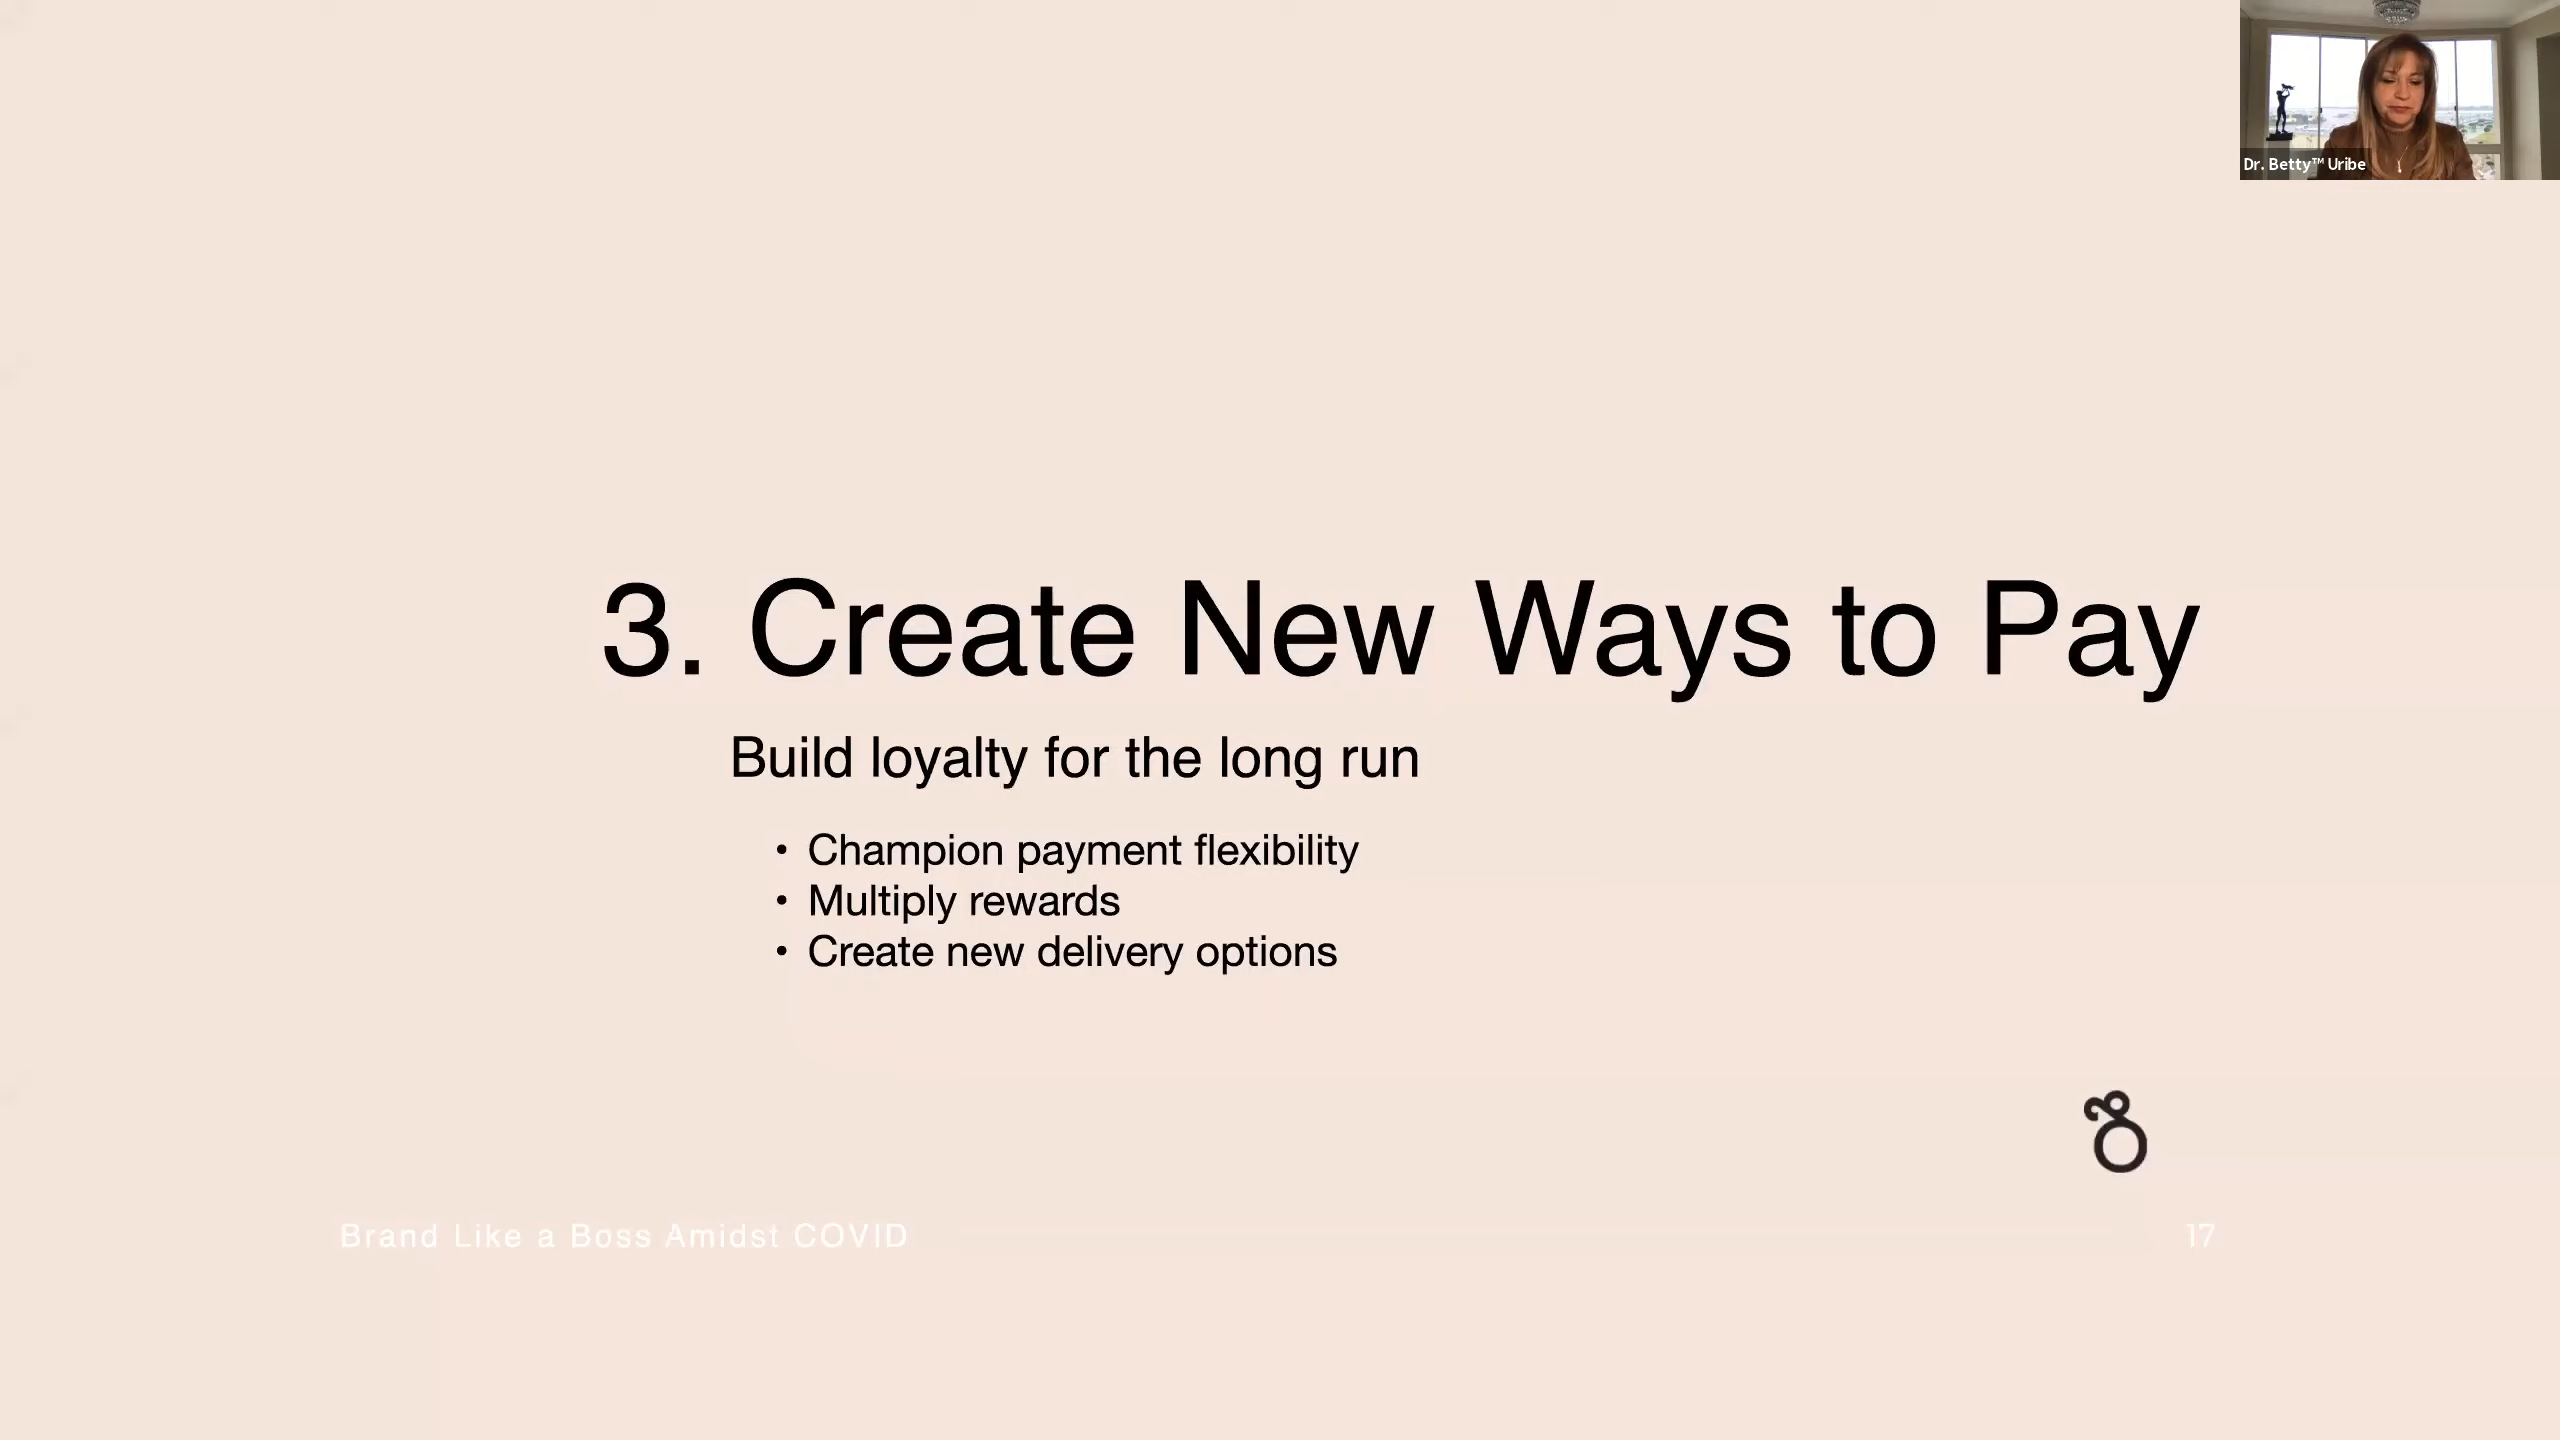 Dr. Betty™ Uribe
3. Create New Ways to Pay
Build loyalty for the long run
• Champion payment flexibility
• Multiply rewards
• Create new delivery options
Brand Like a Boss Amidst COVID
17